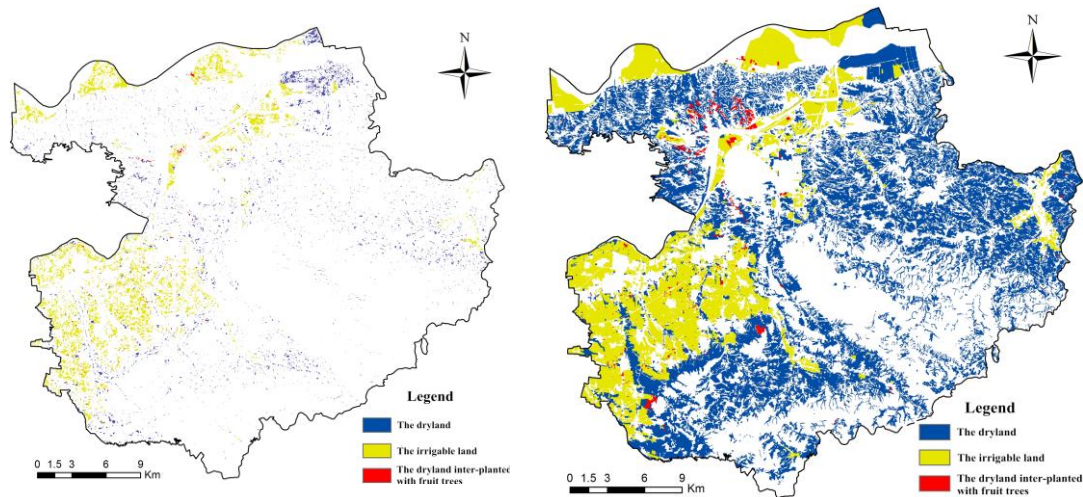 N
Legend
The dryland
The irrigable land
The dryland inter-planted
with fruit trees
0 1.5 3 6 9
Km
N
Legend
The dryland
The irrigable land
The dryland inter-planted
with fruit trees
0 1.5 3 6 9
Km